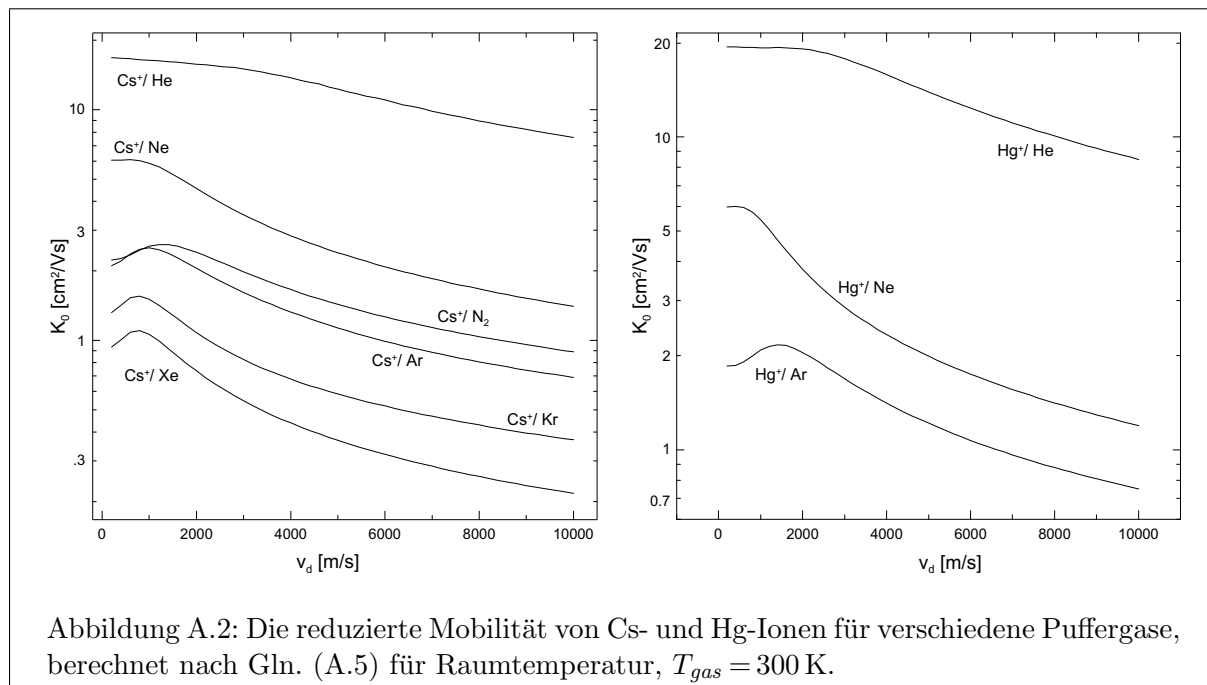 10
3
1
.3
K₀ [cm²/Vs]
Cs⁺/ He
Cs⁺/ Ne
Cs⁺/ N₂
Cs⁺/ Ar
Cs⁺/ Xe
Cs⁺/ Kr
0 2000 4000 6000 8000 10000
v_d [m/s]
20
10
5
3
2
1
0.7
K₀ [cm²/Vs]
Hg⁺/ He
Hg⁺/ Ne
Hg⁺/ Ar
0 2000 4000 6000 8000 10000
v_d [m/s]
Abbildung A.2: Die reduzierte Mobilität von Cs- und Hg-Ionen für verschiedene Puffergase,
berechnet nach Gln. (A.5) für Raumtemperatur, T_gas = 300 K.